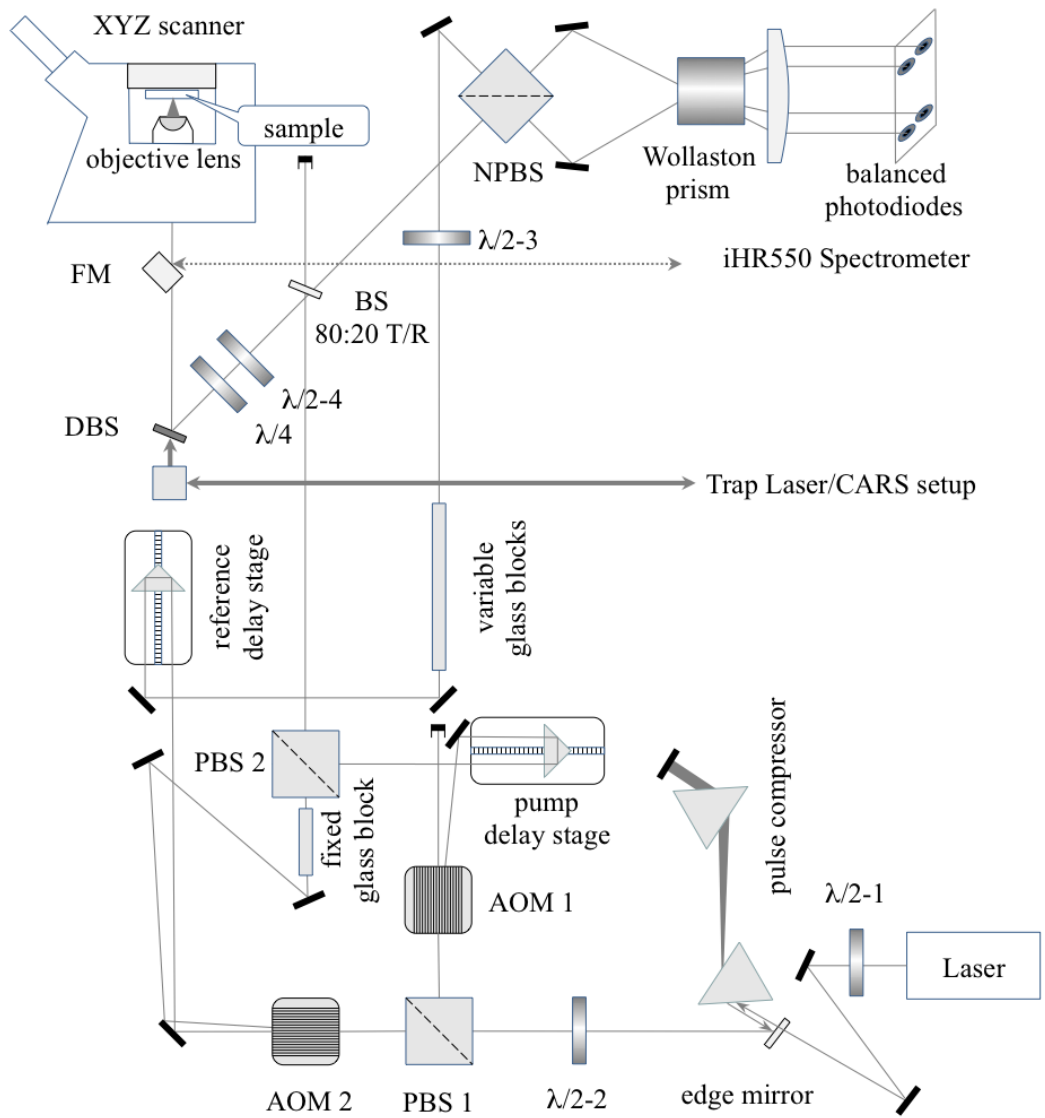 XYZ scanner
sample
objective lens
NPBS
Wollaston
prism
balanced
photodiodes
λ/2-3
FM
iHR550 Spectrometer
BS
80:20 T/R
λ/2-4
λ/4
DBS
Trap Laser/CARS setup
reference
delay stage
variable
glass blocks
PBS 2
fixed
glass block
pump
delay stage
pulse compressor
AOM 1
λ/2-1
Laser
AOM 2
PBS 1
λ/2-2
edge mirror